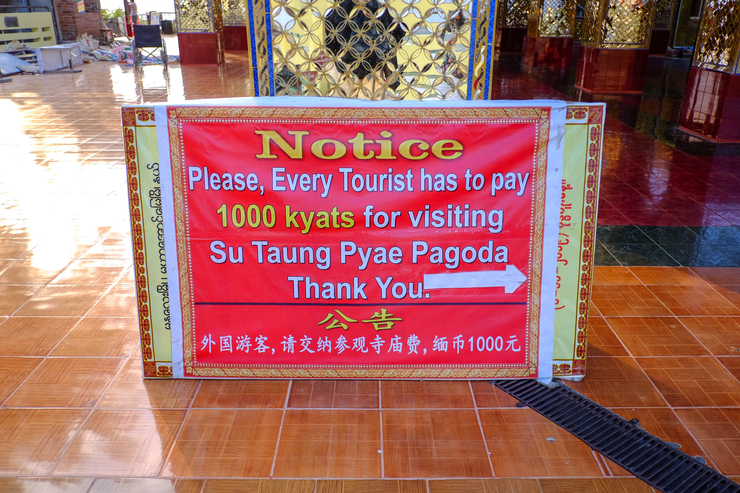 Notice
Please, Every Tourist has to pay
1000 kyats for visiting
Su Taung Pyae Pagoda
Thank You.
公告
外国游客,请交纳参观寺庙费,缅币1000元